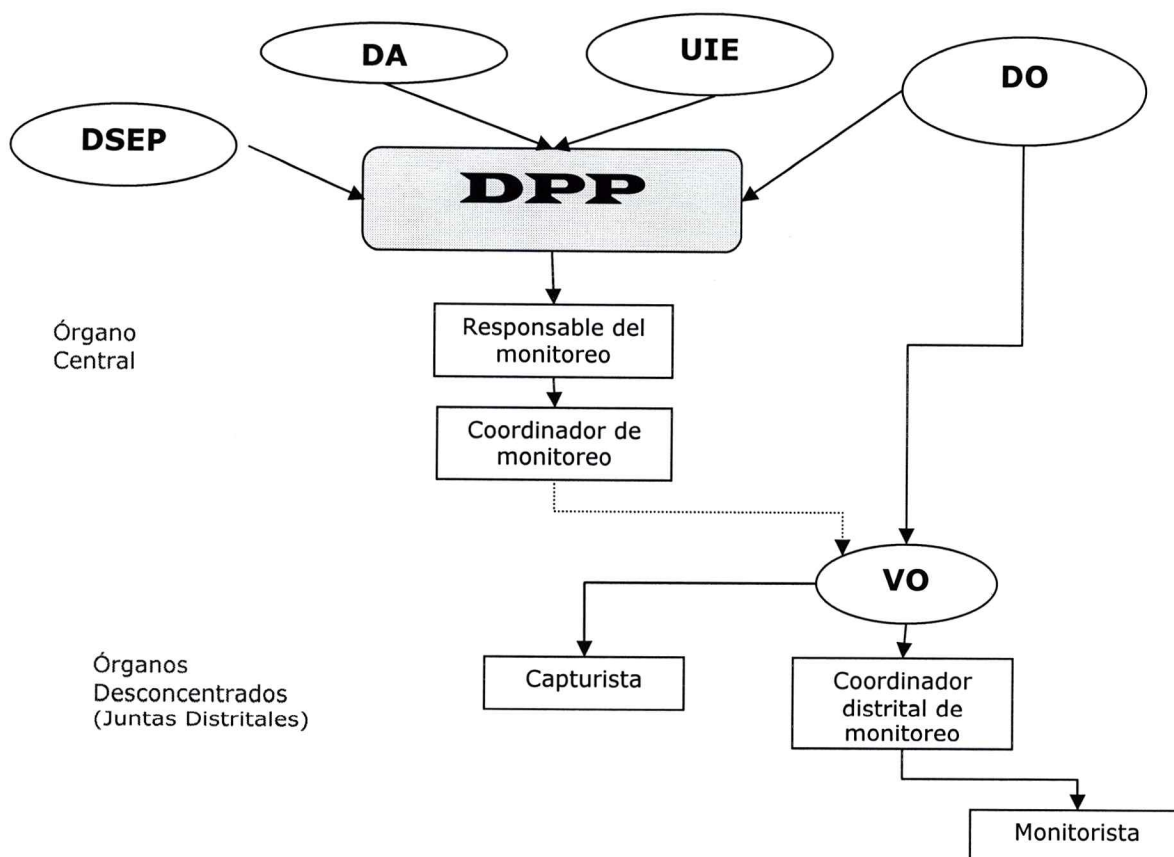 DA
UIE
DO
DSEP
DPP
Órgano
Central
Responsable del
monitoreo
Coordinador de
monitoreo
VO
Órganos
Desconcentrados
(Juntas Distritales)
Capturista
Coordinador
distrital de
monitoreo
Monitorista